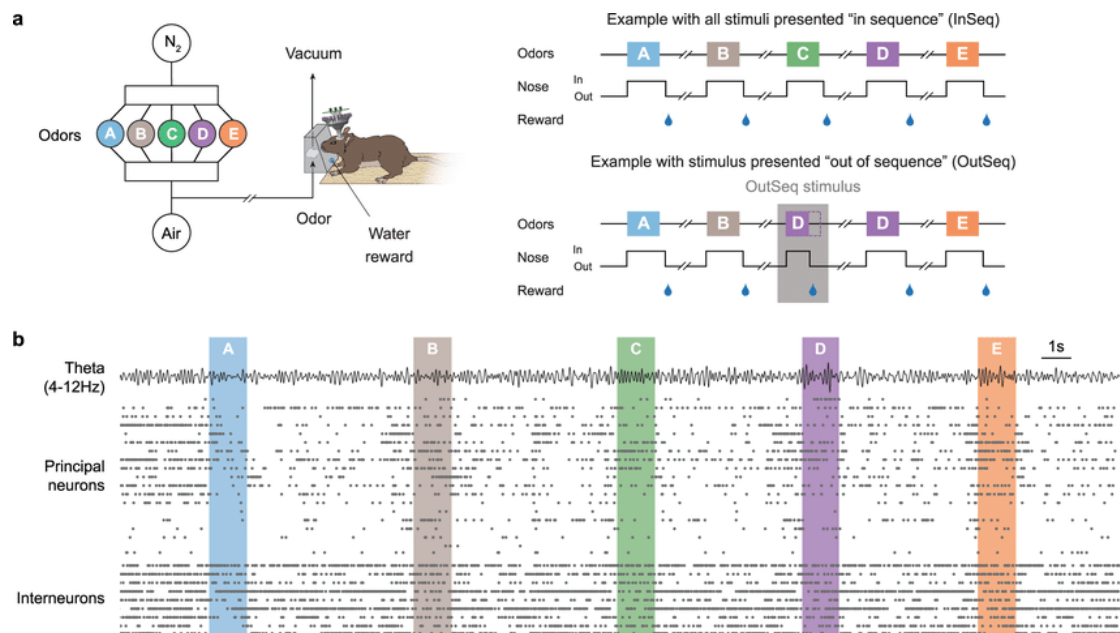 a
N2
Odors
A B C D E
Air
Vacuum
Odor
Water
reward
Example with all stimuli presented “in sequence” (InSeq)
Odors A B C D E
Nose In
Out
Reward
Example with stimulus presented “out of sequence” (OutSeq)
OutSeq stimulus
Odors A B D D E
Nose In
Out
Reward
b
A B C D E 1s
Theta
(4-12Hz)
Principal
neurons
Interneurons